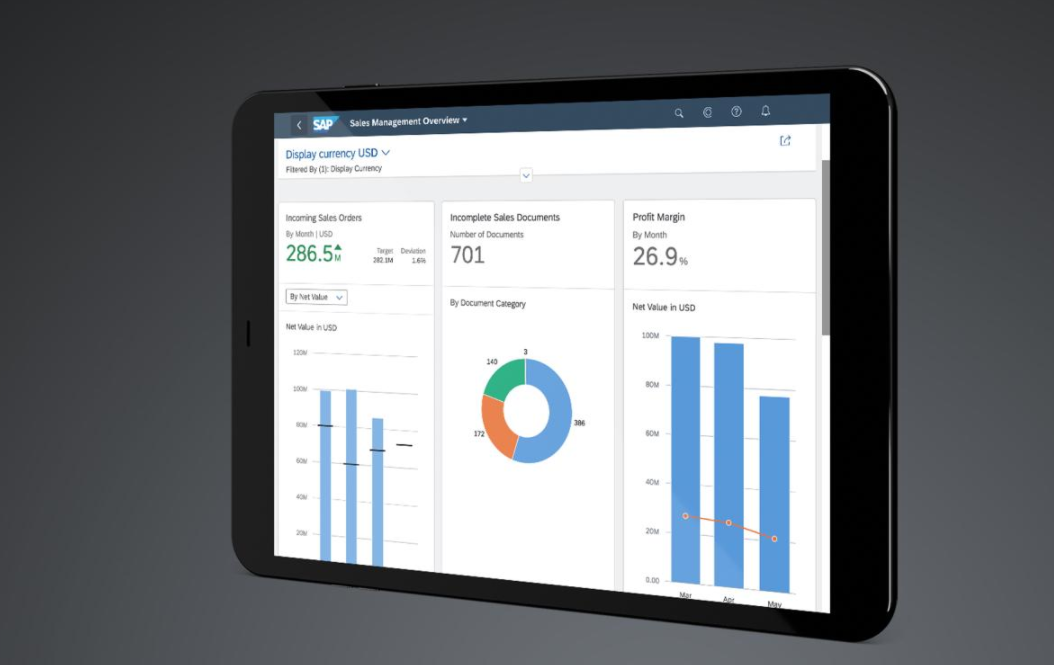 SAP Sales Management Overview
Display currency USD
Filtered By (1): Display Currency
Incoming Sales Orders
By Month | USD
286.5 M
Target Deviation
282.1M 1.6%
By Net Value
Net Value in USD
120M
100M
80M
60M
40M
20M
Incomplete Sales Documents
Number of Documents
701
By Document Category
3
140
386
172
Profit Margin
By Month
26.9 %
Net Value in USD
100M
80M
60M
40M
20M
0.00
Mar Apr May